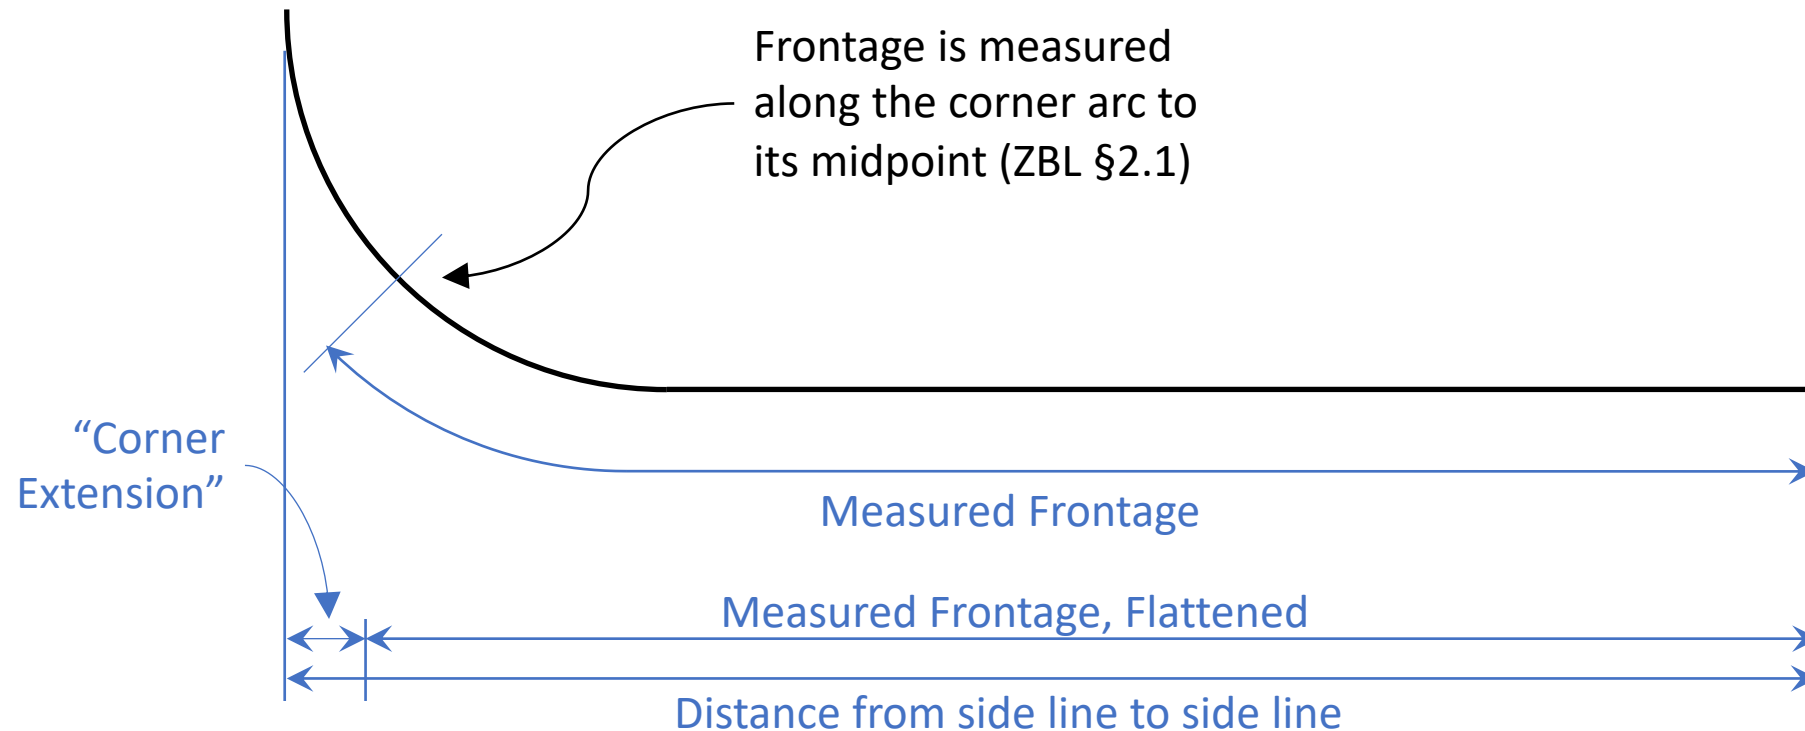 Frontage is measured
along the corner arc to
its midpoint (ZBL §2.1)
“Corner
Extension”
Measured Frontage
Measured Frontage, Flattened
Distance from side line to side line